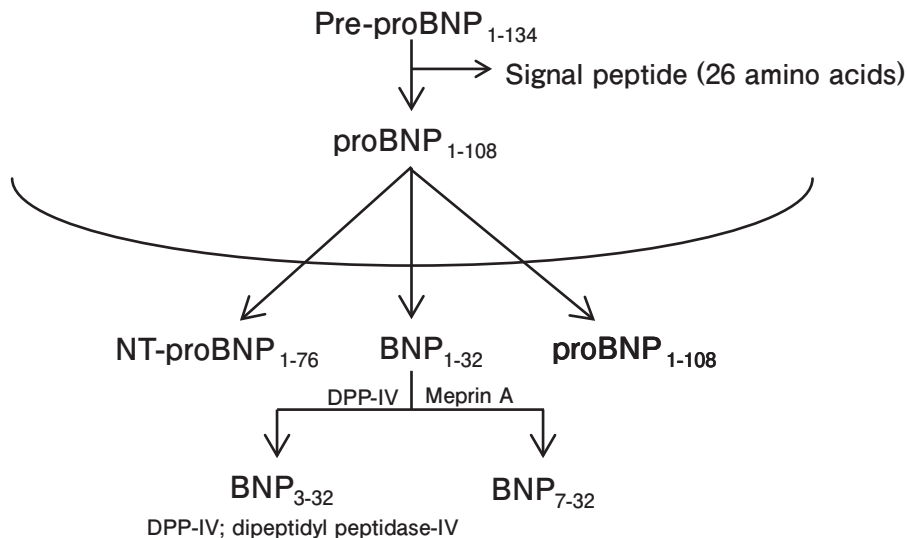 Pre-proBNP1-134
Signal peptide (26 amino acids)
proBNP1-108
NT-proBNP1-76 BNP1-32 proBNP1-108
DPP-IV Meprin A
BNP3-32 BNP7-32
DPP-IV; dipeptidyl peptidase-IV